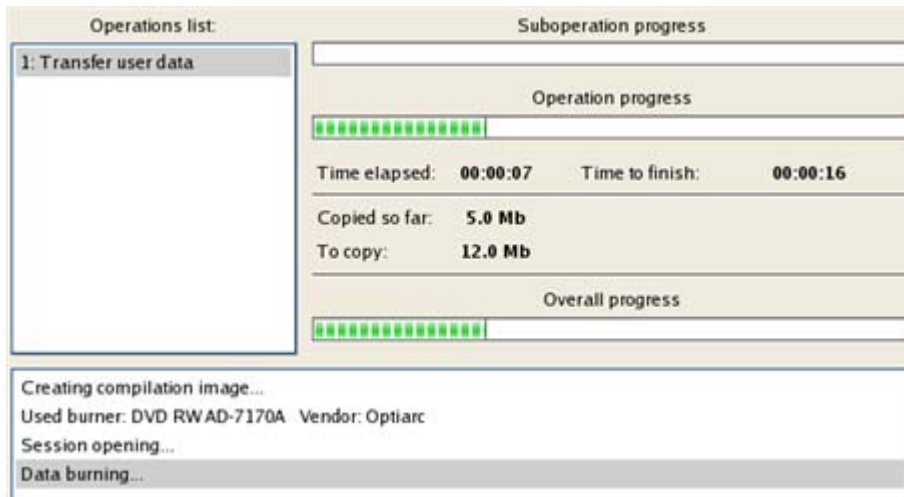 Operations list:
1: Transfer user data
Suboperation progress
Operation progress
Time elapsed: 00:00:07 Time to finish: 00:00:16
Copied so far: 5.0 Mb
To copy: 12.0 Mb
Overall progress
Creating compilation image...
Used burner: DVD RW AD-7170A Vendor: Optiarc
Session opening...
Data burning...